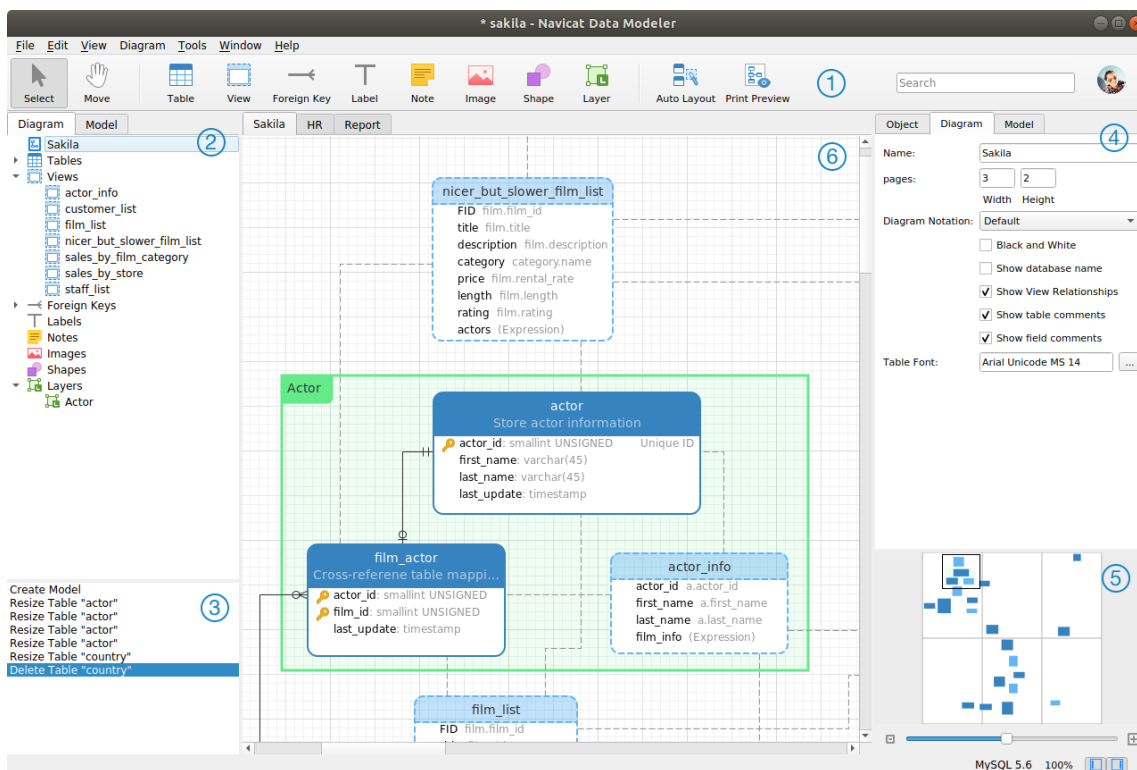 * sakila - Navicat Data Modeler
File Edit View Diagram Tools Window Help
Select Move Table View Foreign Key Label Note Image Shape Layer Auto Layout Print Preview
①
Search
Diagram Model
②
Sakila
Tables
Views
actor_info
customer_list
film_list
nicer_but_slower_film_list
sales_by_film_category
sales_by_store
staff_list
Foreign Keys
Labels
Notes
Images
Shapes
Layers
Actor
Create Model
Resize Table "actor"
Resize Table "actor"
Resize Table "actor"
Resize Table "actor"
Resize Table "country"
Delete Table "country"
③
Sakila HR Report
⑥
nicer_but_slower_film_list
FID film.film_id
title film.title
description film.description
category category.name
price film.rental_rate
length film.length
rating film.rating
actors (Expression)
Actor
actor
Store actor information
actor_id: smallint UNSIGNED Unique ID
first_name: varchar(45)
last_name: varchar(45)
last_update: timestamp
film_actor
Cross-referene table mappi...
actor_id: smallint UNSIGNED
film_id: smallint UNSIGNED
last_update: timestamp
actor_info
actor_id a.actor_id
first_name a.first_name
last_name a.last_name
film_info (Expression)
film_list
FID film.film_id
Object Diagram Model
④
Name: Sakila
pages: 3 2
Width Height
Diagram Notation: Default
Black and White
Show database name
Show View Relationships
Show table comments
Show field comments
Table Font: Arial Unicode MS 14 ...
⑤
MySQL 5.6 100%